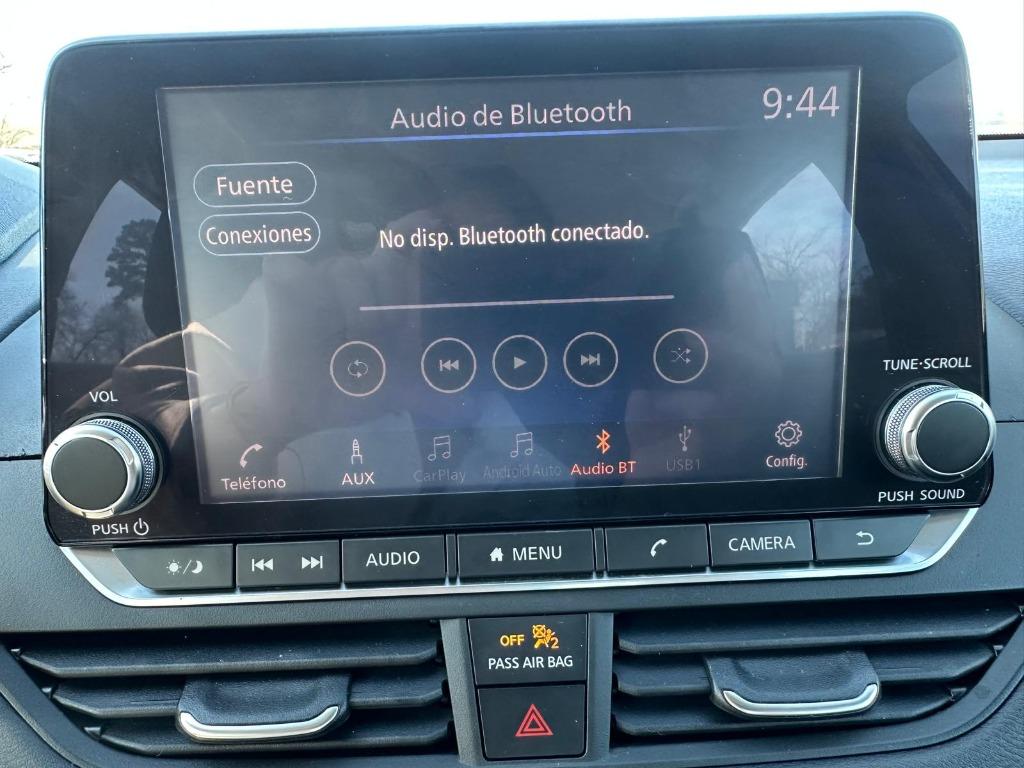 Audio de Bluetooth
9:44
Fuente
Conexiones
No disp. Bluetooth conectado.
VOL
TUNE·SCROLL
Teléfono
AUX
CarPlay
Android Auto
Audio BT
USB1
Config.
PUSH
PUSH SOUND
AUDIO
MENU
CAMERA
OFF 2
PASS AIR BAG